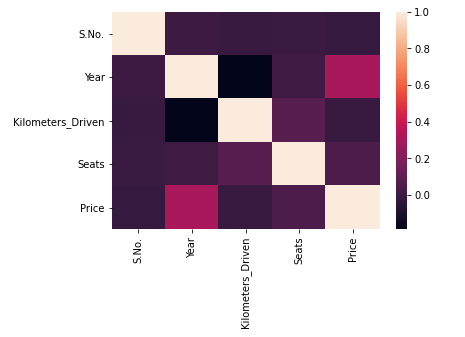 S.No.
Year
Kilometers_Driven
Seats
Price
S.No.
Year
Kilometers_Driven
Seats
Price
1.0
0.8
0.6
0.4
0.2
0.0